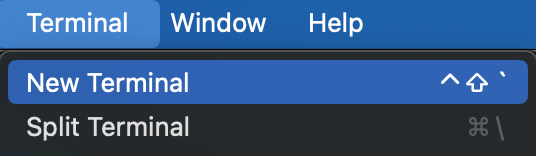 Terminal Window Help
New Terminal ⌃⇧`
Split Terminal ⌘\